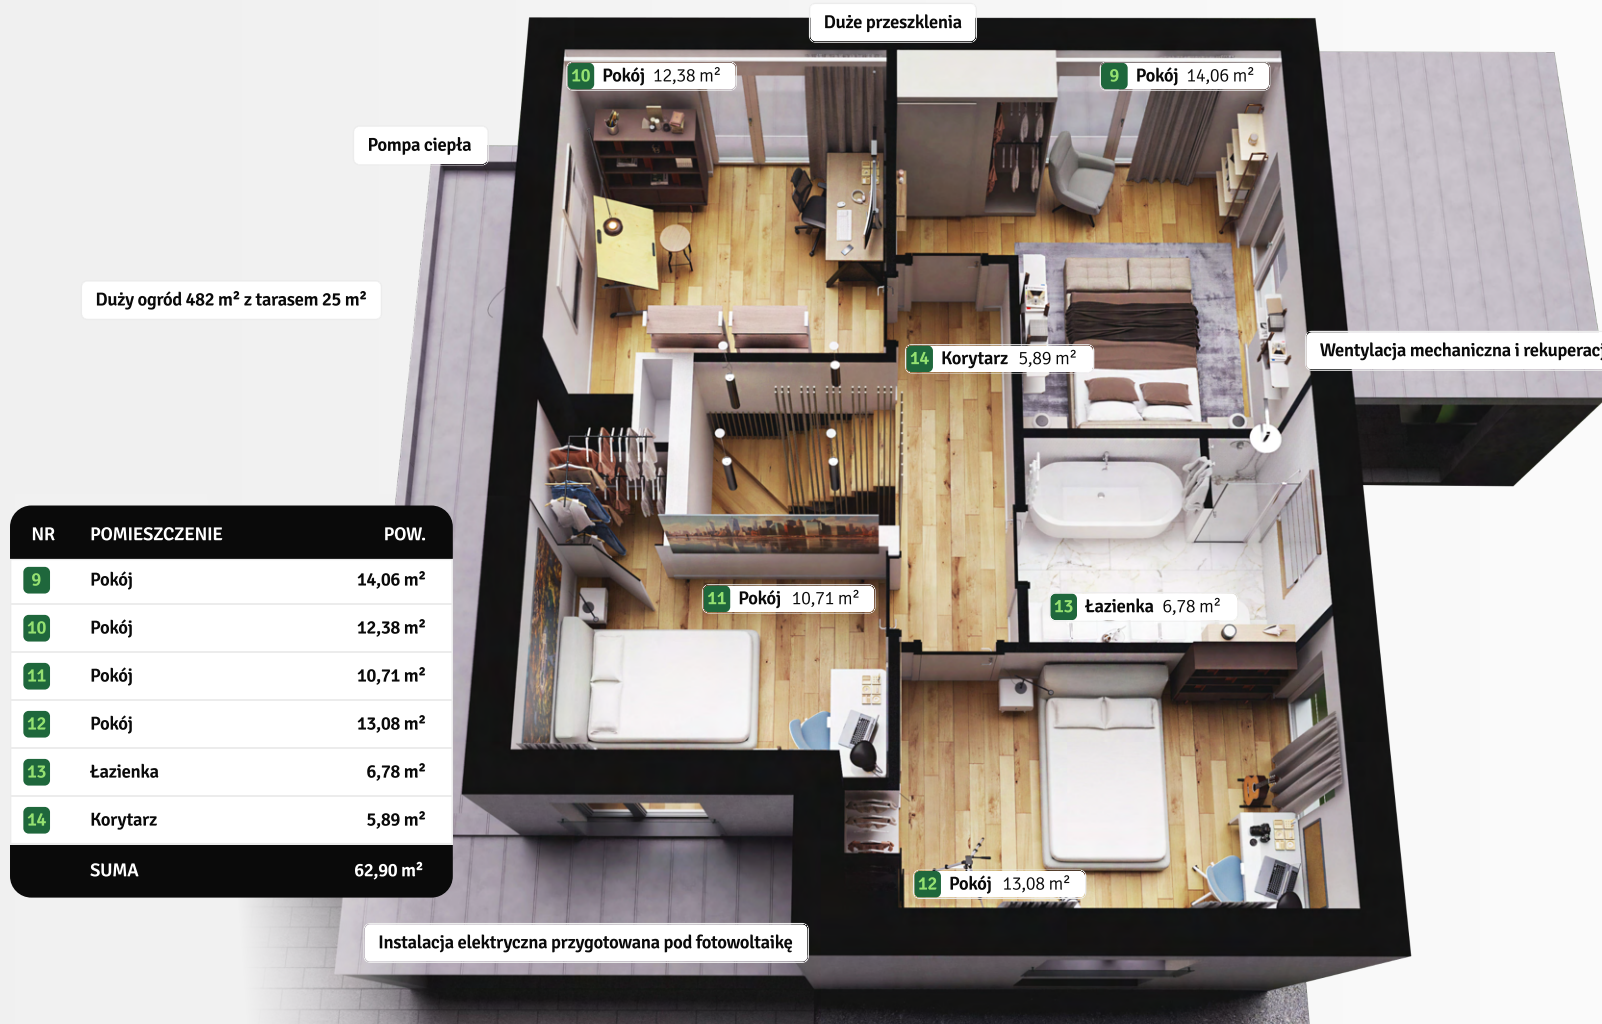 Duże przeszklenia
10 Pokój 12,38 m²
9 Pokój 14,06 m²
Pompa ciepła
Duży ogród 482 m² z tarasem 25 m²
14 Korytarz 5,89 m²
Wentylacja mechaniczna i rekuperacj
NR POMIESZCZENIE POW.
9 Pokój 14,06 m²
10 Pokój 12,38 m²
11 Pokój 10,71 m²
12 Pokój 13,08 m²
13 Łazienka 6,78 m²
14 Korytarz 5,89 m²
SUMA 62,90 m²
11 Pokój 10,71 m²
13 Łazienka 6,78 m²
12 Pokój 13,08 m²
Instalacja elektryczna przygotowana pod fotowoltaikę